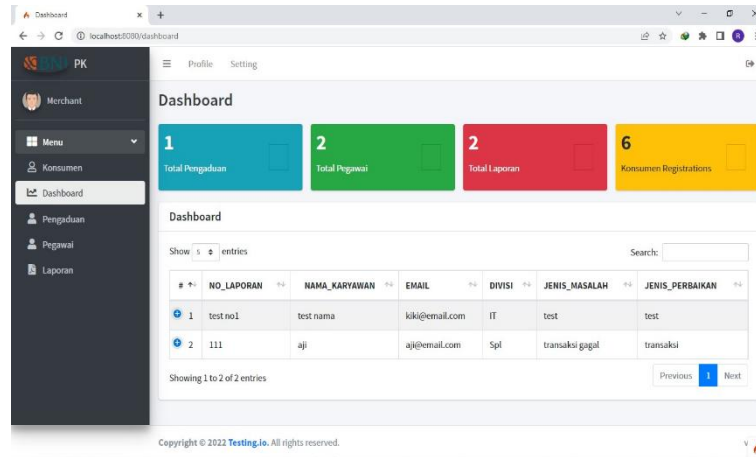 Dashboard
localhost:8080/dashboard
BNI PK
Profile Setting
Merchant
Dashboard
Menu
Konsumen
Dashboard
Pengaduan
Pegawai
Laporan
1
Total Pengaduan
2
Total Pegawai
2
Total Laporan
6
Konsumen Registrations
Dashboard
Show 5 entries
Search:
# NO_LAPORAN NAMA_KARYAWAN EMAIL DIVISI JENIS_MASALAH JENIS_PERBAIKAN
1 test no1 test nama kiki@email.com IT test test
2 111 aji aji@email.com Spl transaksi gagal transaksi
Showing 1 to 2 of 2 entries
Previous 1 Next
Copyright © 2022 Testing.io. All rights reserved.